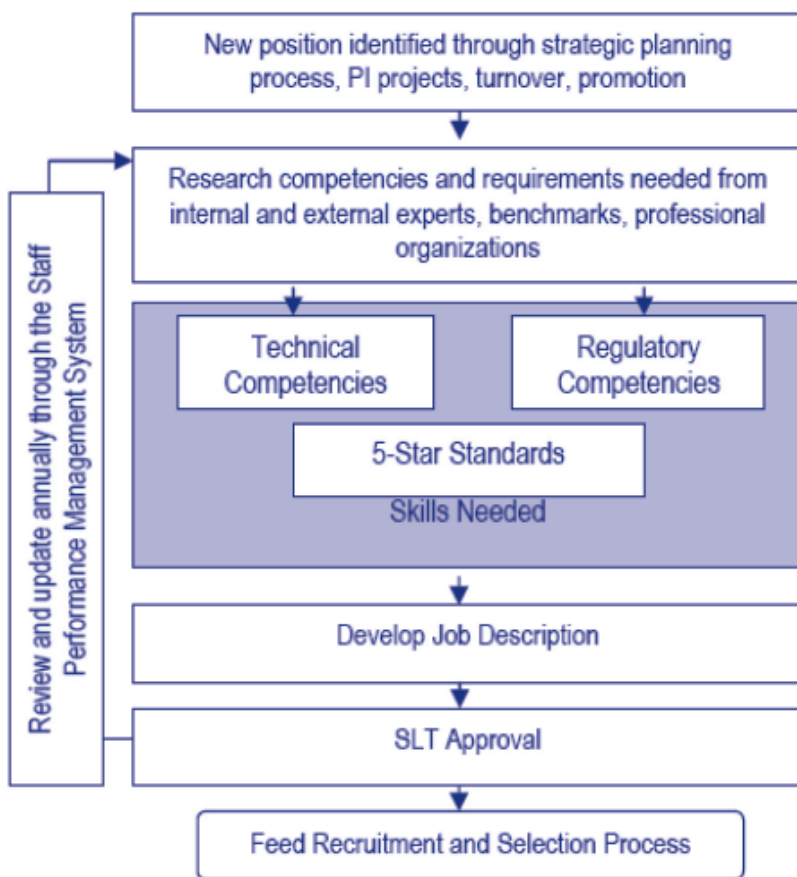 New position identified through strategic planning
process, PI projects, turnover, promotion
Research competencies and requirements needed from
internal and external experts, benchmarks, professional
organizations
Technical
Competencies
Regulatory
Competencies
5-Star Standards
Skills Needed
Develop Job Description
SLT Approval
Feed Recruitment and Selection Process
Review and update annually through the Staff
Performance Management System